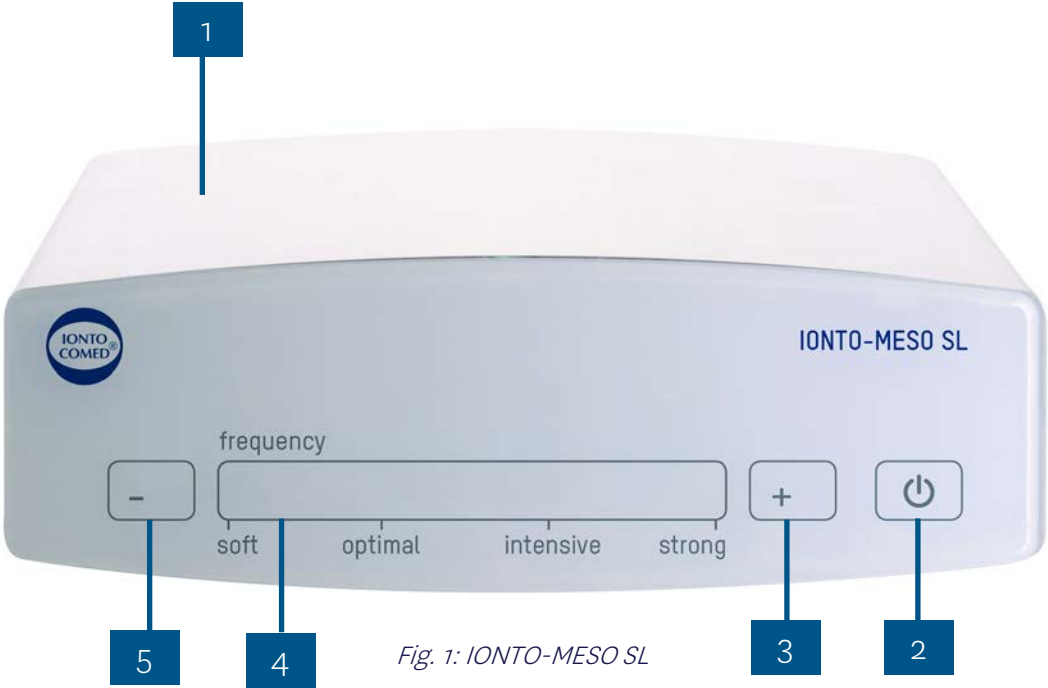 1
IONTO
COMED®
IONTO-MESO SL
frequency
-
+
soft optimal intensive strong
5
4
Fig. 1: IONTO-MESO SL
3
2